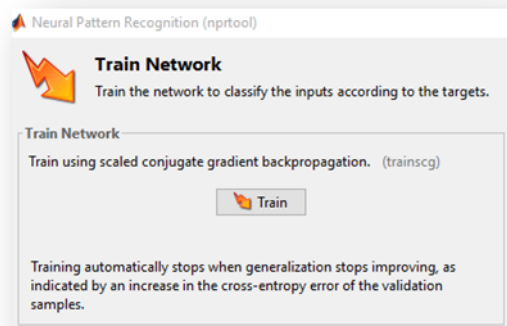 Neural Pattern Recognition (nprtool)
Train Network
Train the network to classify the inputs according to the targets.
Train Network
Train using scaled conjugate gradient backpropagation. (trainscg)
Train
Training automatically stops when generalization stops improving, as
indicated by an increase in the cross-entropy error of the validation
samples.